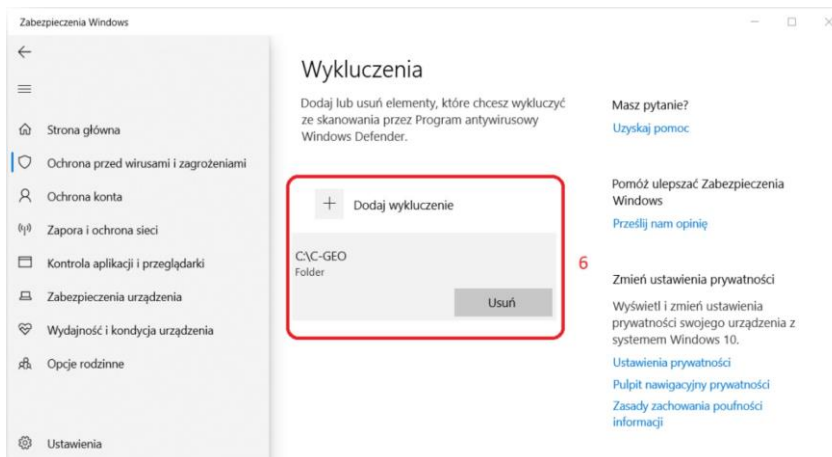 Zabezpieczenia Windows
Strona główna
Ochrona przed wirusami i zagrożeniami
Ochrona konta
Zapora i ochrona sieci
Kontrola aplikacji i przeglądarki
Zabezpieczenia urządzenia
Wydajność i kondycja urządzenia
Opcje rodzinne
Ustawienia
Wykluczenia
Dodaj lub usuń elementy, które chcesz wykluczyć
ze skanowania przez Program antywirusowy
Windows Defender.
Dodaj wykluczenie
C:\C-GEO
Folder
Usuń
6
Masz pytanie?
Uzyskaj pomoc
Pomóż ulepszać Zabezpieczenia
Windows
Prześlij nam opinię
Zmień ustawienia prywatności
Wyświetl i zmień ustawienia
prywatności swojego urządzenia z
systemem Windows 10.
Ustawienia prywatności
Pulpit nawigacyjny prywatności
Zasady zachowania poufności
informacji